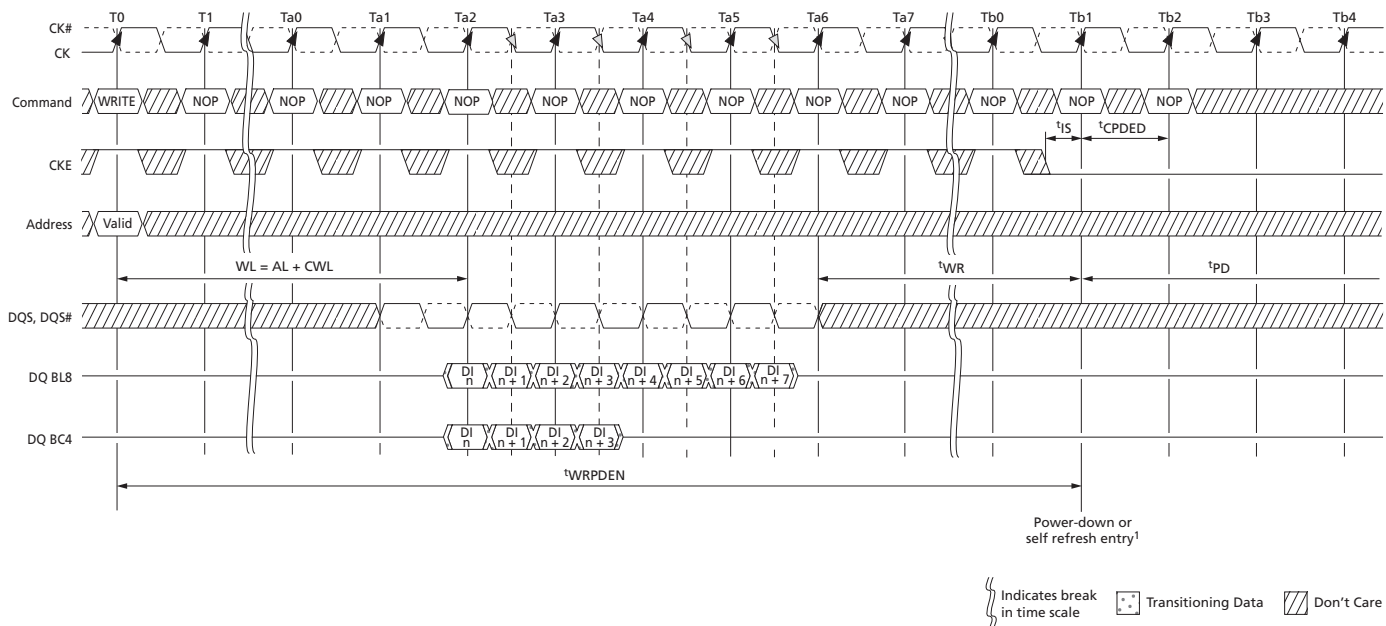 T0 T1 Ta0 Ta1 Ta2 Ta3 Ta4 Ta5 Ta6 Ta7 Tb0 Tb1 Tb2 Tb3 Tb4
CK#
CK
Command WRITE NOP NOP NOP NOP NOP NOP NOP NOP NOP NOP NOP NOP
tIS tCPDED
CKE
Address Valid
WL = AL + CWL tWR tPD
DQS, DQS#
DQ BL8 DI n DI n + 1 DI n + 2 DI n + 3 DI n + 4 DI n + 5 DI n + 6 DI n + 7
DQ BC4 DI n DI n + 1 DI n + 2 DI n + 3
tWRPDEN
Power-down or
self refresh entry1
Indicates break
in time scale
Transitioning Data
Don't Care